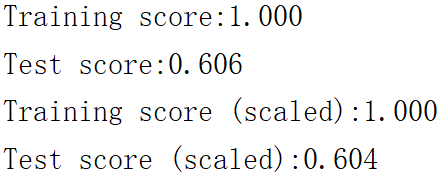 Training score:1.000
Test score:0.606
Training score (scaled):1.000
Test score (scaled):0.604